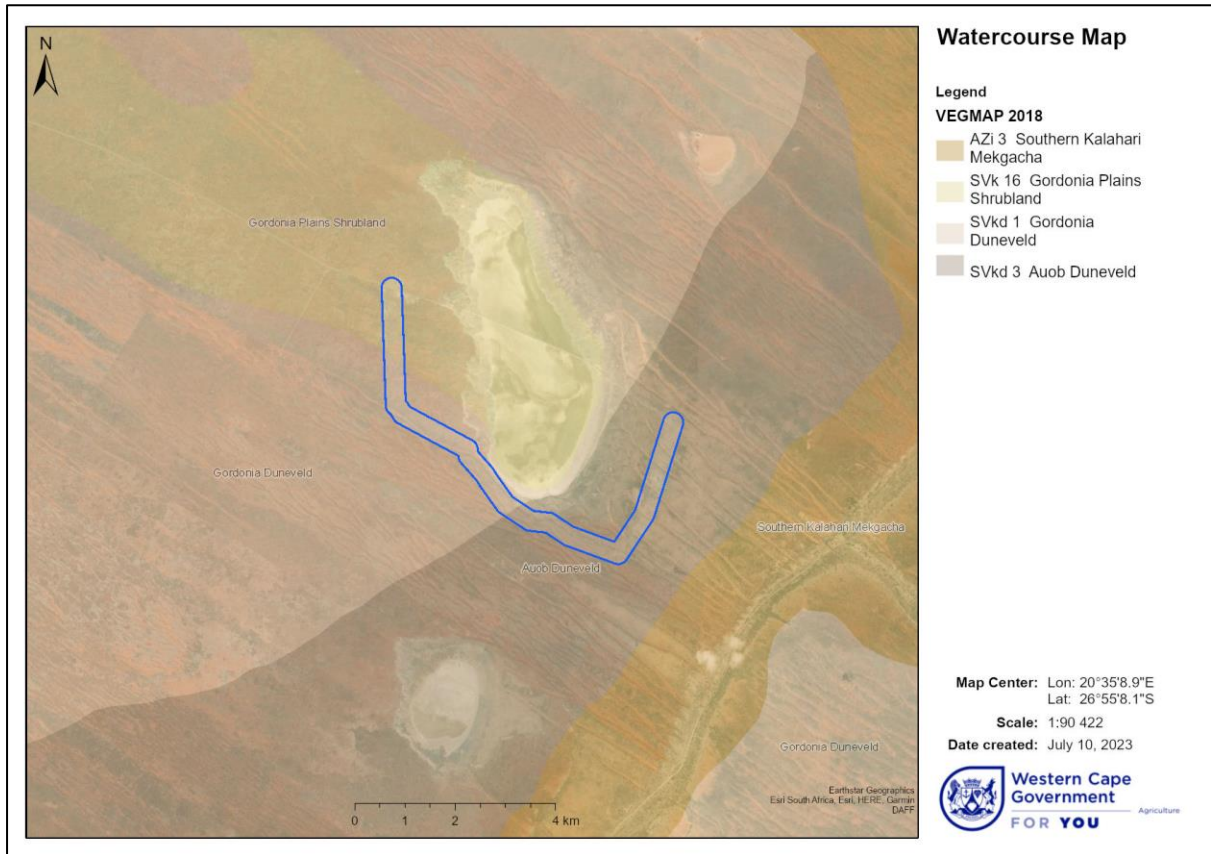 N
Gordonia Plains Shrubland
Gordonia Duneveld
Southern Kalahari Mekgacha
Auob Duneveld
Gordonia Duneveld
0 1 2 4 km
Earthstar Geographics
Esri South Africa, Esri, HERE, Garmin
DAFF
Watercourse Map
Legend
VEGMAP 2018
AZi 3 Southern Kalahari
Mekgacha
SVk 16 Gordonia Plains
Shrubland
SVkd 1 Gordonia
Duneveld
SVkd 3 Auob Duneveld
Map Center: Lon: 20°35'8.9"E
Lat: 26°55'8.1"S
Scale: 1:90 422
Date created: July 10, 2023
Western Cape
Government
Agriculture
FOR YOU